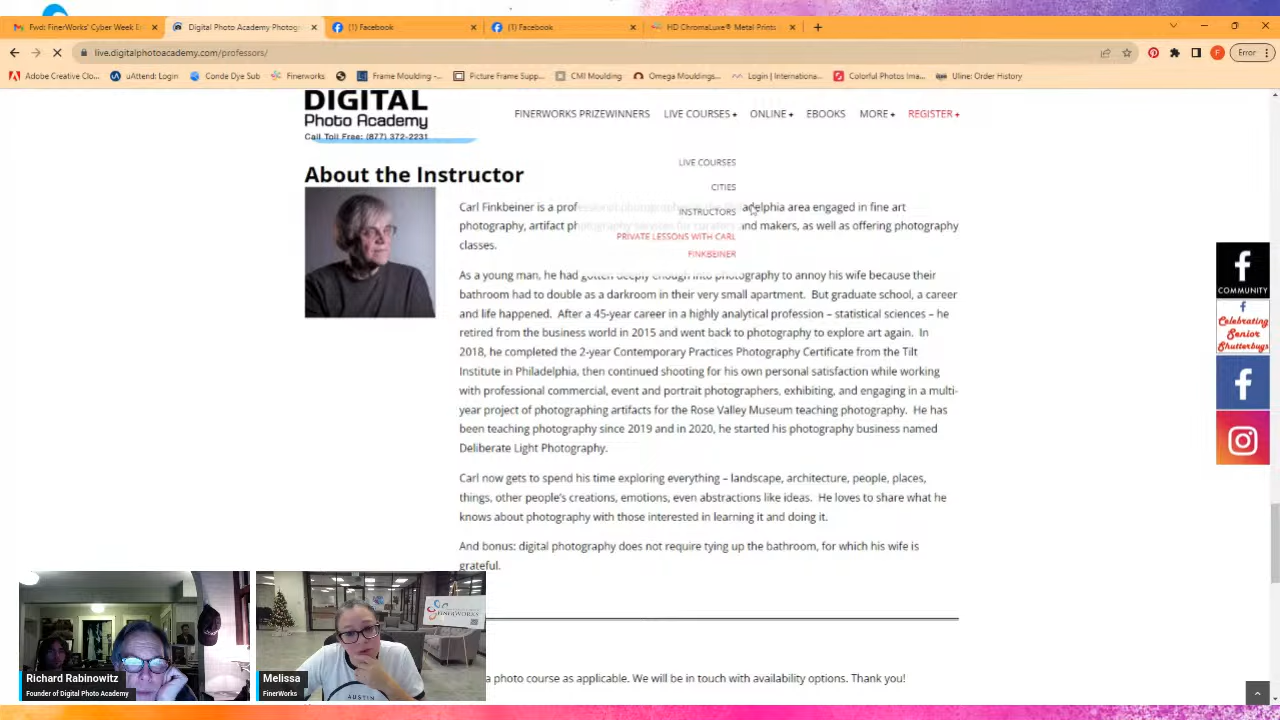 Fwd: FinerWorks' Cyber Week E
Digital Photo Academy Photogr
(1) Facebook
(1) Facebook
HD ChromaLuxe® Metal Prints
live.digitalphotoacademy.com/professors/
Error
Adobe Creative Clo...
uAttend: Login
Conde Dye Sub
Finerworks
Frame Moulding -...
Picture Frame Supp...
CMI Moulding
Omega Mouldings...
Login | Internationa...
Colorful Photos Ima...
Uline: Order History
DIGITAL
Photo Academy
Call Toll Free: (877) 372-2231
FINERWORKS PRIZEWINNERS LIVE COURSES + ONLINE + EBOOKS MORE + REGISTER +
LIVE COURSES
CITIES
INSTRUCTORS
PRIVATE LESSONS WITH CARL
FINKBEINER
About the Instructor
Carl Finkbeiner is a professional photographer in the Philadelphia area engaged in fine art
photography, artifact photography services for curators and makers, as well as offering photography
classes.
As a young man, he had gotten deeply enough into photography to annoy his wife because their
bathroom had to double as a darkroom in their very small apartment. But graduate school, a career
and life happened. After a 45-year career in a highly analytical profession – statistical sciences – he
retired from the business world in 2015 and went back to photography to explore art again. In
2018, he completed the 2-year Contemporary Practices Photography Certificate from the Tilt
Institute in Philadelphia, then continued shooting for his own personal satisfaction while working
with professional commercial, event and portrait photographers, exhibiting, and engaging in a multi-
year project of photographing artifacts for the Rose Valley Museum teaching photography. He has
been teaching photography since 2019 and in 2020, he started his photography business named
Deliberate Light Photography.
Carl now gets to spend his time exploring everything – landscape, architecture, people, places,
things, other people's creations, emotions, even abstractions like ideas. He loves to share what he
knows about photography with those interested in learning it and doing it.
And bonus: digital photography does not require tying up the bathroom, for which his wife is
grateful.
a photo course as applicable. We will be in touch with availability options. Thank you!
COMMUNITY
Celebrating
Senior
Shutterbugs
Richard Rabinowitz
Founder of Digital Photo Academy
Melissa
FinerWorks
FINERWORKS
AUSTIN